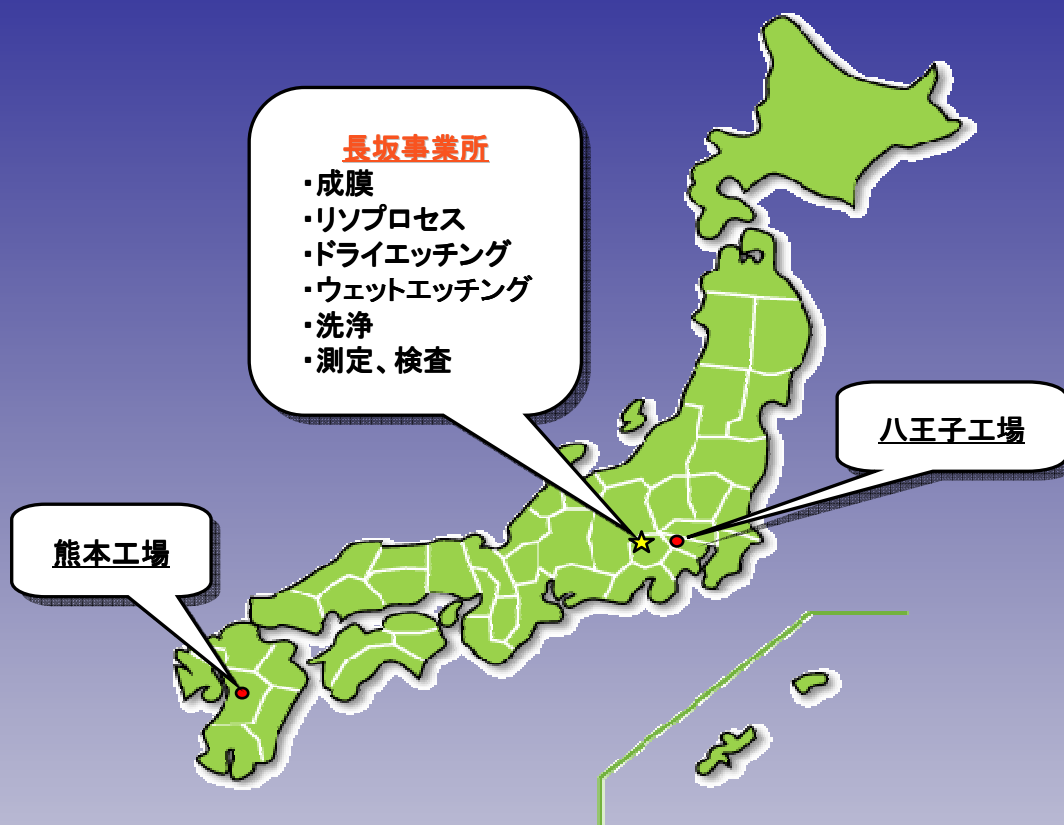 長坂事業所
・成膜
・リソプロセス
・ドライエッチング
・ウェットエッチング
・洗浄
・測定、検査
八王子工場
熊本工場